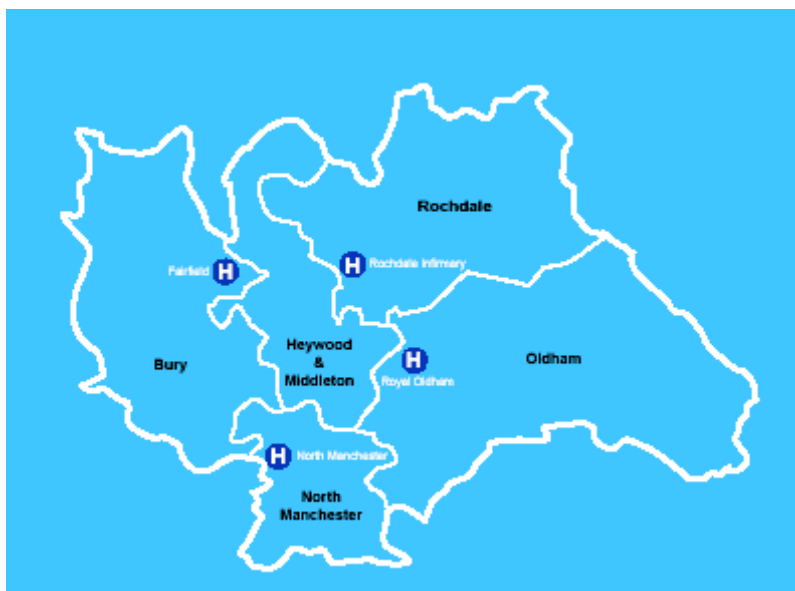 Rochdale
H Rochdale Infirmary
Fairfield H
Heywood
&
Middleton
Bury
Oldham
H
Royal Oldham
H North Manchester
North
Manchester